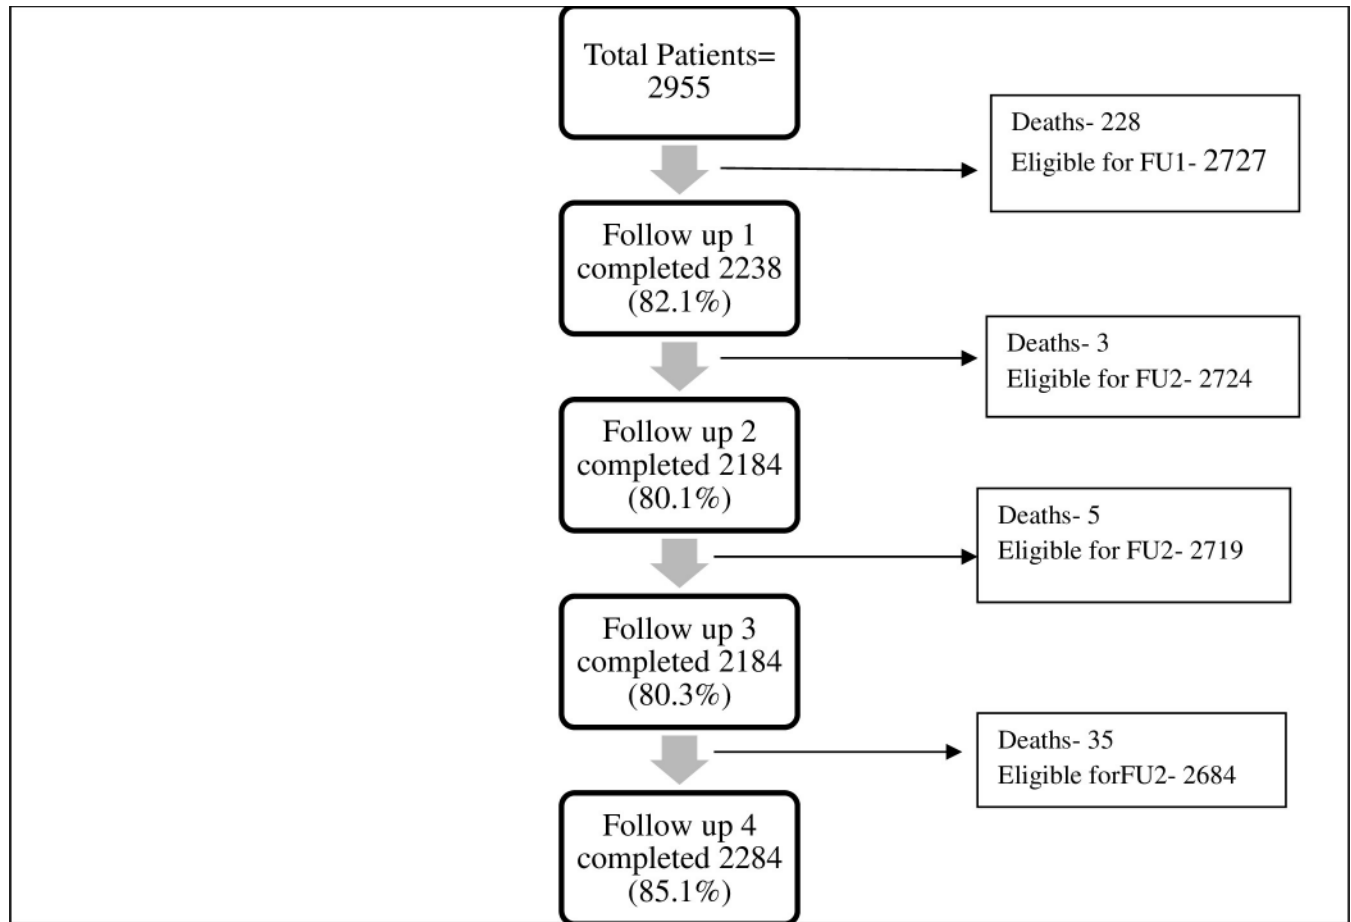 Total Patients=
2955
Deaths- 228
Eligible for FU1- 2727
Follow up 1
completed 2238
(82.1%)
Deaths- 3
Eligible for FU2- 2724
Follow up 2
completed 2184
(80.1%)
Deaths- 5
Eligible for FU2- 2719
Follow up 3
completed 2184
(80.3%)
Deaths- 35
Eligible forFU2- 2684
Follow up 4
completed 2284
(85.1%)